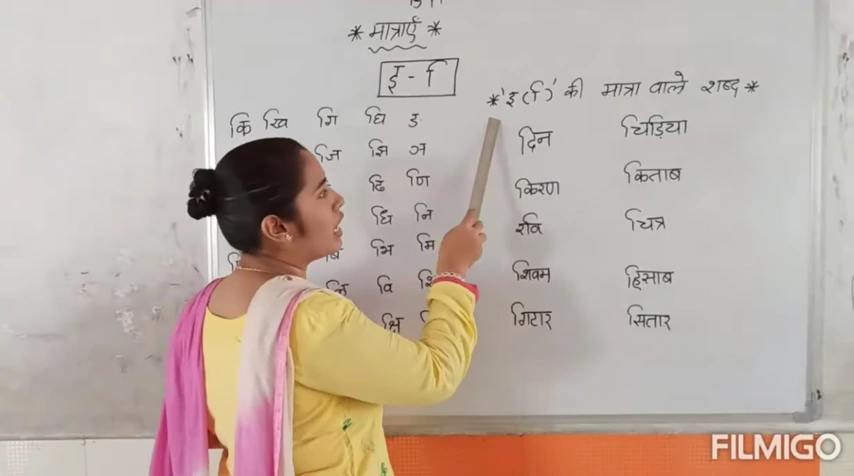 * मात्राएँ *
इ - ि
* 'इ (ि)' की मात्रा वाले शब्द *
कि खि गि घि ङ
जि झि ञ
ढि णि
धि नि
बि भि मि
वि
क्षि
दिन चिड़िया
किरण किताब
रवि चित्र
शिवम हिसाब
गिटार सितार
FILMIGO